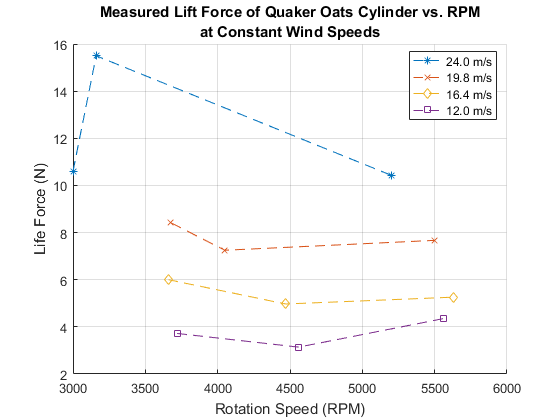 Measured Lift Force of Quaker Oats Cylinder vs. RPM
at Constant Wind Speeds
24.0 m/s
19.8 m/s
16.4 m/s
12.0 m/s
Life Force (N)
16
14
12
10
8
6
4
2
3000 3500 4000 4500 5000 5500 6000
Rotation Speed (RPM)